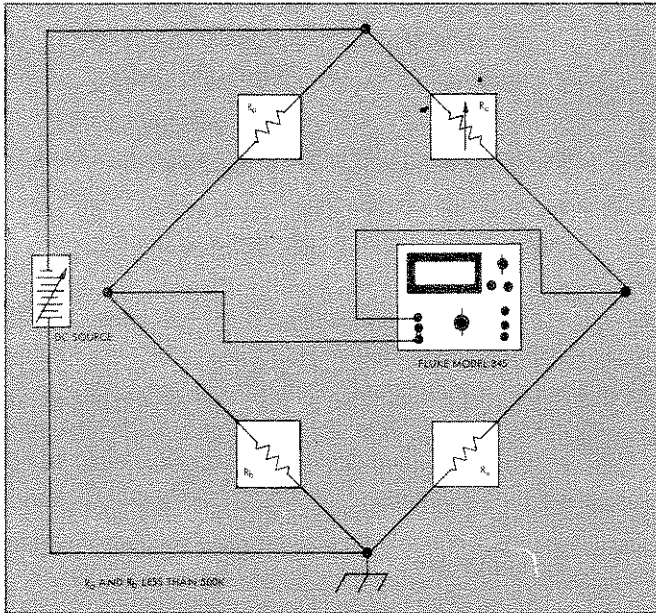 Ra
Rc
DC SOURCE
FLUKE MODEL 845
Rb
Rx
Ra AND Rb LESS THAN 500K